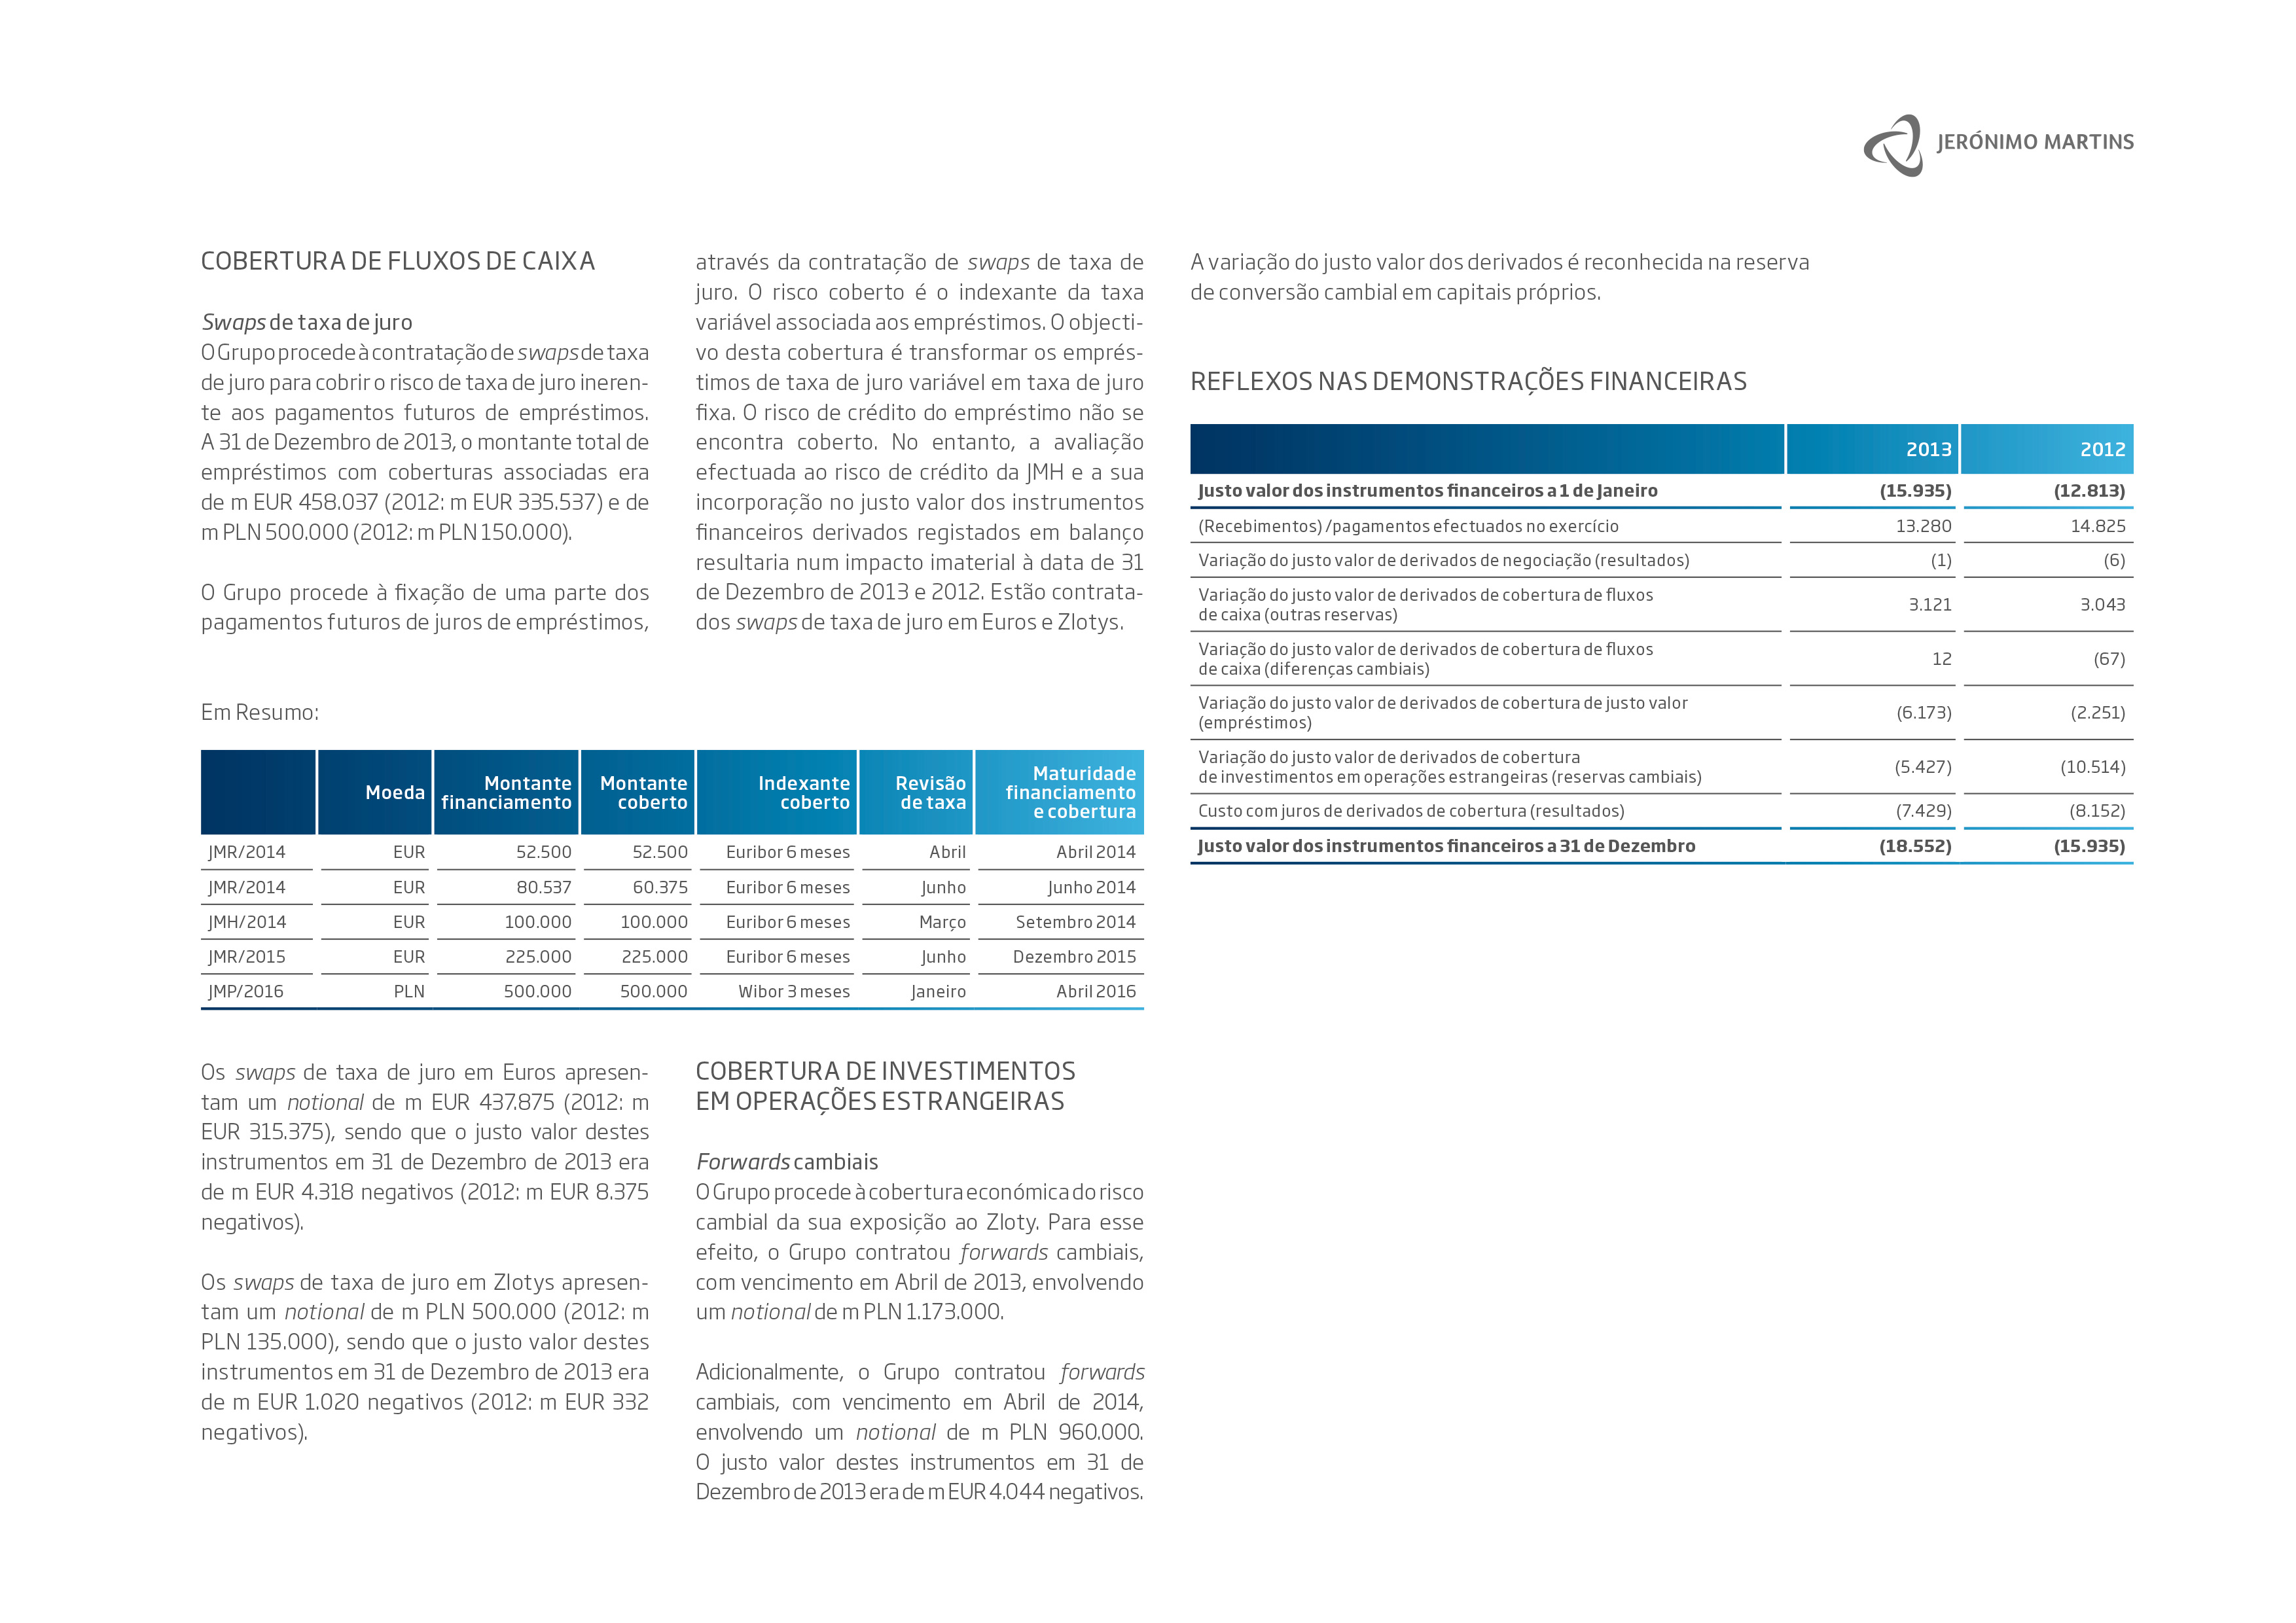 JERÓNIMO MARTINS
COBERTURA DE FLUXOS DE CAIXA
Swaps de taxa de juro
O Grupo procede à contratação de swaps de taxa
de juro para cobrir o risco de taxa de juro ineren-
te aos pagamentos futuros de empréstimos.
A 31 de Dezembro de 2013, o montante total de
empréstimos com coberturas associadas era
de m EUR 458.037 (2012: m EUR 335.537) e de
m PLN 500.000 (2012: m PLN 150.000).
O Grupo procede à fixação de uma parte dos
pagamentos futuros de juros de empréstimos,
através da contratação de swaps de taxa de
juro. O risco coberto é o indexante da taxa
variável associada aos empréstimos. O objecti-
vo desta cobertura é transformar os emprés-
timos de taxa de juro variável em taxa de juro
fixa. O risco de crédito do empréstimo não se
encontra coberto. No entanto, a avaliação
efectuada ao risco de crédito da JMH e a sua
incorporação no justo valor dos instrumentos
financeiros derivados registados em balanço
resultaria num impacto imaterial à data de 31
de Dezembro de 2013 e 2012. Estão contrata-
dos swaps de taxa de juro em Euros e Zlotys.
Em Resumo:
Moeda Montante financiamento Montante coberto Indexante coberto Revisão de taxa Maturidade financiamento e cobertura
JMR/2014 EUR 52.500 52.500 Euribor 6 meses Abril Abril 2014
JMR/2014 EUR 80.537 60.375 Euribor 6 meses Junho Junho 2014
JMH/2014 EUR 100.000 100.000 Euribor 6 meses Março Setembro 2014
JMR/2015 EUR 225.000 225.000 Euribor 6 meses Junho Dezembro 2015
JMP/2016 PLN 500.000 500.000 Wibor 3 meses Janeiro Abril 2016
Os swaps de taxa de juro em Euros apresen-
tam um notional de m EUR 437.875 (2012: m
EUR 315.375), sendo que o justo valor destes
instrumentos em 31 de Dezembro de 2013 era
de m EUR 4.318 negativos (2012: m EUR 8.375
negativos).
Os swaps de taxa de juro em Zlotys apresen-
tam um notional de m PLN 500.000 (2012: m
PLN 135.000), sendo que o justo valor destes
instrumentos em 31 de Dezembro de 2013 era
de m EUR 1.020 negativos (2012: m EUR 332
negativos).
COBERTURA DE INVESTIMENTOS
EM OPERAÇÕES ESTRANGEIRAS
Forwards cambiais
O Grupo procede à cobertura económica do risco
cambial da sua exposição ao Zloty. Para esse
efeito, o Grupo contratou forwards cambiais,
com vencimento em Abril de 2013, envolvendo
um notional de m PLN 1.173.000.
Adicionalmente, o Grupo contratou forwards
cambiais, com vencimento em Abril de 2014,
envolvendo um notional de m PLN 960.000.
O justo valor destes instrumentos em 31 de
Dezembro de 2013 era de m EUR 4.044 negativos.
A variação do justo valor dos derivados é reconhecida na reserva
de conversão cambial em capitais próprios.
REFLEXOS NAS DEMONSTRAÇÕES FINANCEIRAS
2013 2012
Justo valor dos instrumentos financeiros a 1 de Janeiro (15.935) (12.813)
(Recebimentos) /pagamentos efectuados no exercício 13.280 14.825
Variação do justo valor de derivados de negociação (resultados) (1) (6)
Variação do justo valor de derivados de cobertura de fluxos
de caixa (outras reservas) 3.121 3.043
Variação do justo valor de derivados de cobertura de fluxos
de caixa (diferenças cambiais) 12 (67)
Variação do justo valor de derivados de cobertura de justo valor
(empréstimos) (6.173) (2.251)
Variação do justo valor de derivados de cobertura
de investimentos em operações estrangeiras (reservas cambiais) (5.427) (10.514)
Custo com juros de derivados de cobertura (resultados) (7.429) (8.152)
Justo valor dos instrumentos financeiros a 31 de Dezembro (18.552) (15.935)